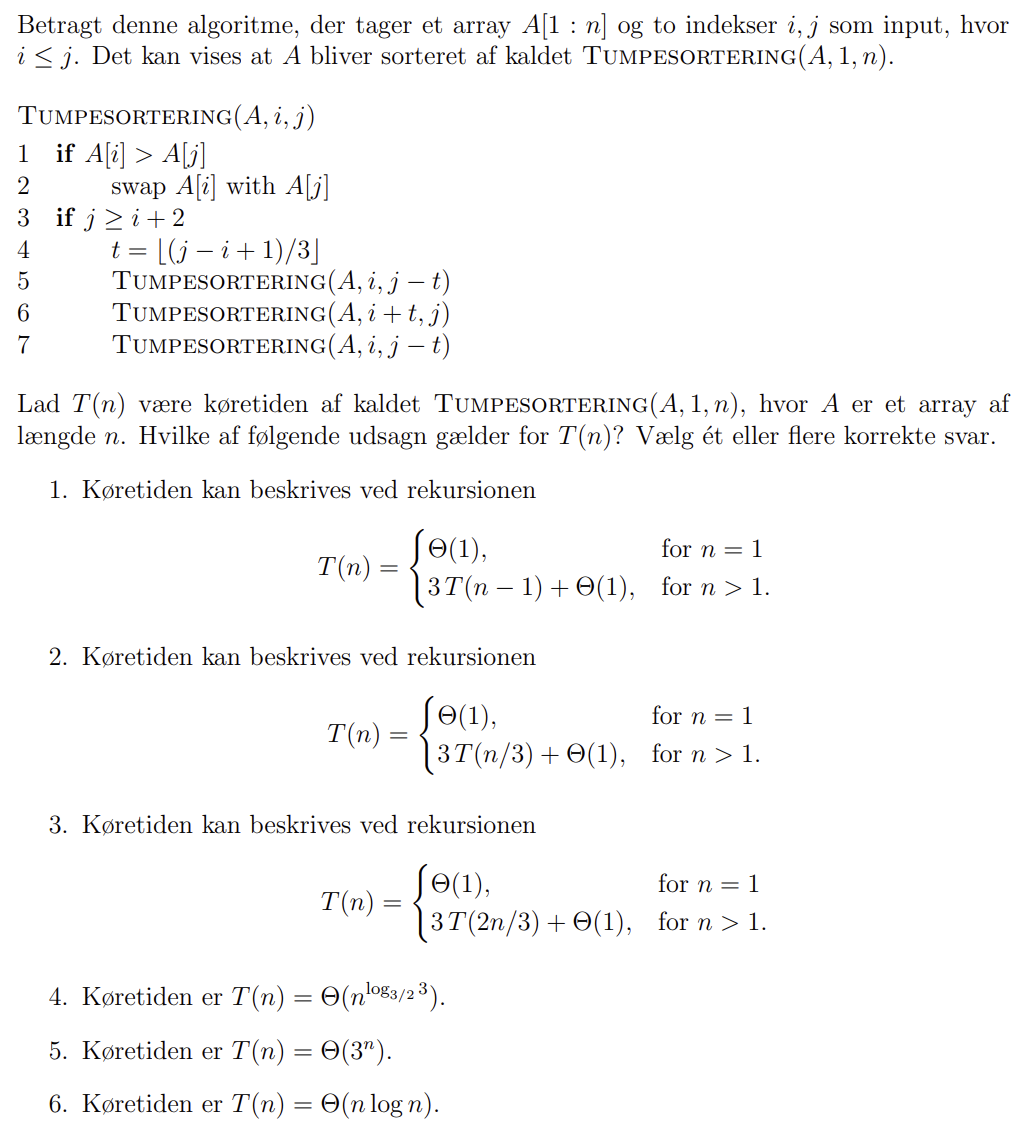 Betragt denne algoritme, der tager et array A[1 : n] og to indekser i, j som input, hvor
i ≤ j. Det kan vises at A bliver sorteret af kaldet TUMPESORTERING(A, 1, n).
TUMPESORTERING(A, i, j)
1 if A[i] > A[j]
2 swap A[i] with A[j]
3 if j ≥ i + 2
4 t = ⌊(j − i + 1)/3⌋
5 TUMPESORTERING(A, i, j − t)
6 TUMPESORTERING(A, i + t, j)
7 TUMPESORTERING(A, i, j − t)
Lad T(n) være køretiden af kaldet TUMPESORTERING(A, 1, n), hvor A er et array af
længde n. Hvilke af følgende udsagn gælder for T(n)? Vælg ét eller flere korrekte svar.
1. Køretiden kan beskrives ved rekursionen
T(n) = { Θ(1), for n = 1
3 T(n − 1) + Θ(1), for n > 1.
2. Køretiden kan beskrives ved rekursionen
T(n) = { Θ(1), for n = 1
3 T(n/3) + Θ(1), for n > 1.
3. Køretiden kan beskrives ved rekursionen
T(n) = { Θ(1), for n = 1
3 T(2n/3) + Θ(1), for n > 1.
4. Køretiden er T(n) = Θ(n^{log_{3/2} 3}).
5. Køretiden er T(n) = Θ(3^n).
6. Køretiden er T(n) = Θ(n log n).